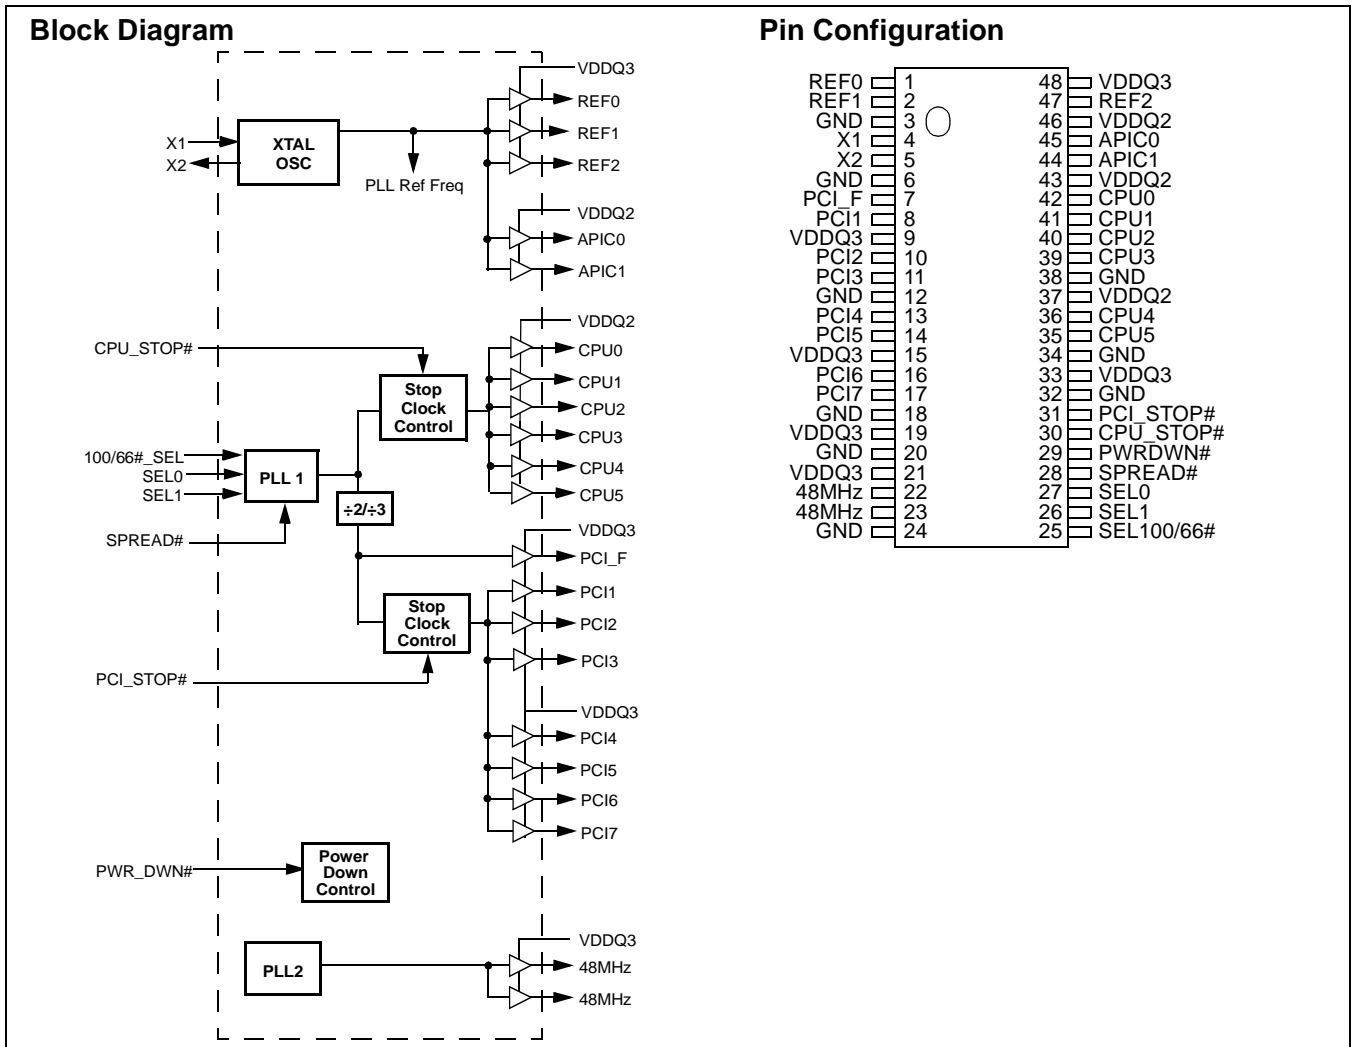 Block Diagram
VDDQ3
REF0
REF1
REF2
X1
X2
XTAL
OSC
PLL Ref Freq
VDDQ2
APIC0
APIC1
VDDQ2
CPU_STOP#
CPU0
CPU1
CPU2
CPU3
CPU4
CPU5
Stop
Clock
Control
100/66#_SEL
SEL0
SEL1
PLL 1
÷2/÷3
SPREAD#
VDDQ3
PCI_F
PCI1
PCI2
PCI3
Stop
Clock
Control
PCI_STOP#
VDDQ3
PCI4
PCI5
PCI6
PCI7
PWR_DWN#
Power
Down
Control
VDDQ3
PLL2
48MHz
48MHz
Pin Configuration
REF0 1 48 VDDQ3
REF1 2 47 REF2
GND 3 46 VDDQ2
X1 4 45 APIC0
X2 5 44 APIC1
GND 6 43 VDDQ2
PCI_F 7 42 CPU0
PCI1 8 41 CPU1
VDDQ3 9 40 CPU2
PCI2 10 39 CPU3
PCI3 11 38 GND
GND 12 37 VDDQ2
PCI4 13 36 CPU4
PCI5 14 35 CPU5
VDDQ3 15 34 GND
PCI6 16 33 VDDQ3
PCI7 17 32 GND
GND 18 31 PCI_STOP#
VDDQ3 19 30 CPU_STOP#
GND 20 29 PWRDWN#
VDDQ3 21 28 SPREAD#
48MHz 22 27 SEL0
48MHz 23 26 SEL1
GND 24 25 SEL100/66#